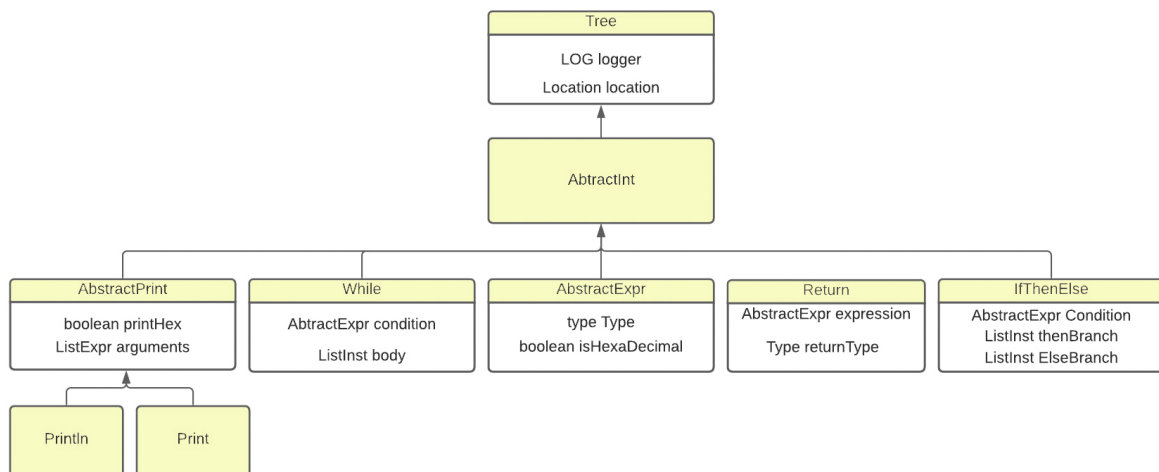 Tree
LOG logger
Location location
AbtractInt
AbstractPrint
boolean printHex
ListExpr arguments
While
AbtractExpr condition
ListInst body
AbstractExpr
type Type
boolean isHexaDecimal
Return
AbstractExpr expression
Type returnType
IfThenElse
AbstractExpr Condition
ListInst thenBranch
ListInst ElseBranch
Println
Print